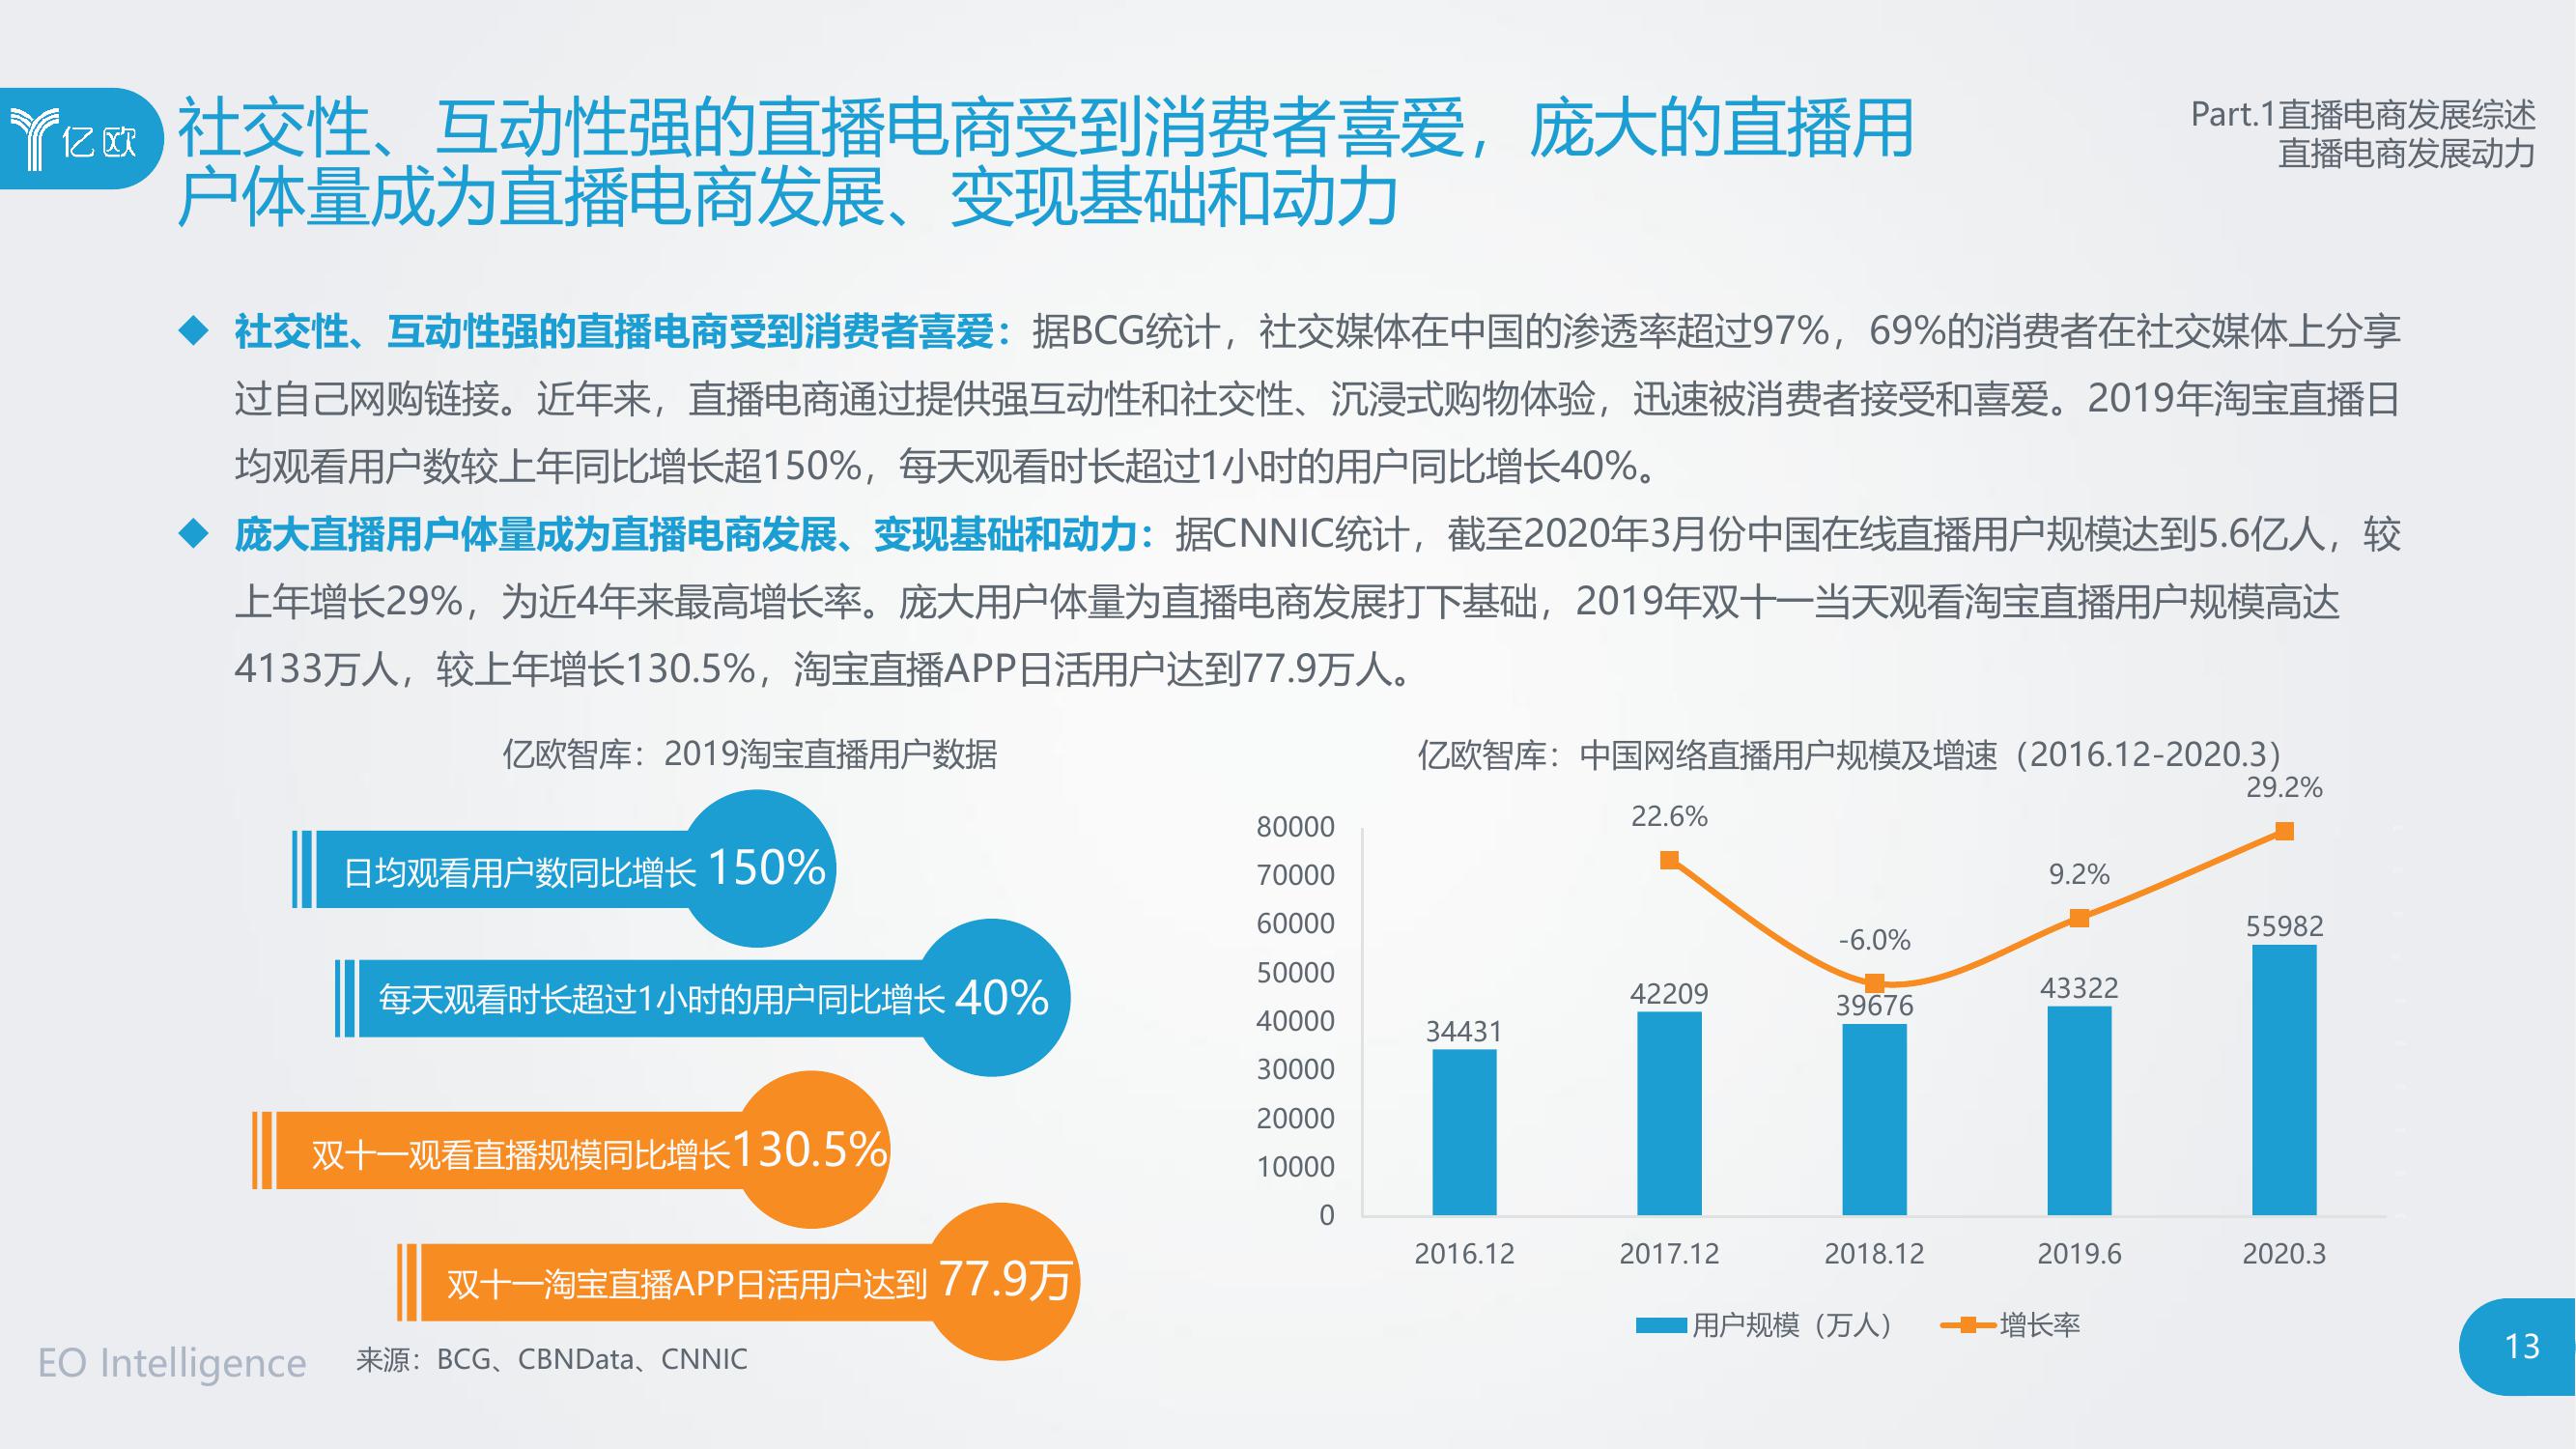 亿欧
社交性、互动性强的直播电商受到消费者喜爱，庞大的直播用
户体量成为直播电商发展、变现基础和动力
Part.1直播电商发展综述
直播电商发展动力
社交性、互动性强的直播电商受到消费者喜爱：据BCG统计，社交媒体在中国的渗透率超过97%，69%的消费者在社交媒体上分享
过自己网购链接。近年来，直播电商通过提供强互动性和社交性、沉浸式购物体验，迅速被消费者接受和喜爱。2019年淘宝直播日
均观看用户数较上年同比增长超150%，每天观看时长超过1小时的用户同比增长40%。
庞大直播用户体量成为直播电商发展、变现基础和动力：据CNNIC统计，截至2020年3月份中国在线直播用户规模达到5.6亿人，较
上年增长29%，为近4年来最高增长率。庞大用户体量为直播电商发展打下基础，2019年双十一当天观看淘宝直播用户规模高达
4133万人，较上年增长130.5%，淘宝直播APP日活用户达到77.9万人。
亿欧智库：2019淘宝直播用户数据
日均观看用户数同比增长 150%
每天观看时长超过1小时的用户同比增长 40%
双十一观看直播规模同比增长130.5%
双十一淘宝直播APP日活用户达到 77.9万
亿欧智库：中国网络直播用户规模及增速（2016.12-2020.3）
80000
70000
60000
50000
40000
30000
20000
10000
0
22.6%
-6.0%
9.2%
29.2%
34431
42209
39676
43322
55982
2016.12
2017.12
2018.12
2019.6
2020.3
用户规模（万人）
增长率
EO Intelligence
来源：BCG、CBNData、CNNIC
13